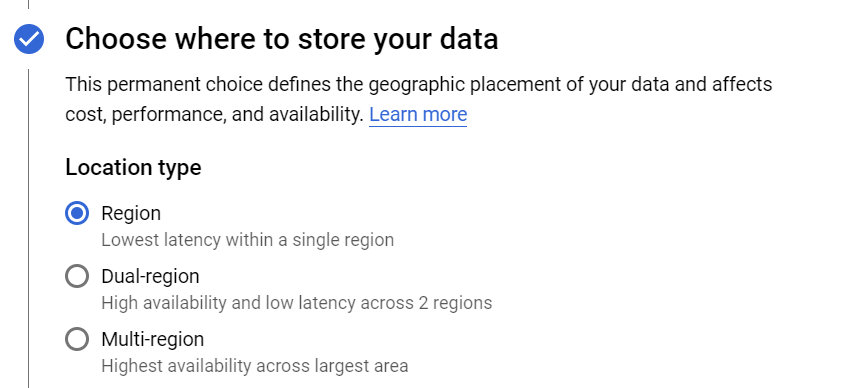 Choose where to store your data
This permanent choice defines the geographic placement of your data and affects
cost, performance, and availability. Learn more
Location type
Region
Lowest latency within a single region
Dual-region
High availability and low latency across 2 regions
Multi-region
Highest availability across largest area